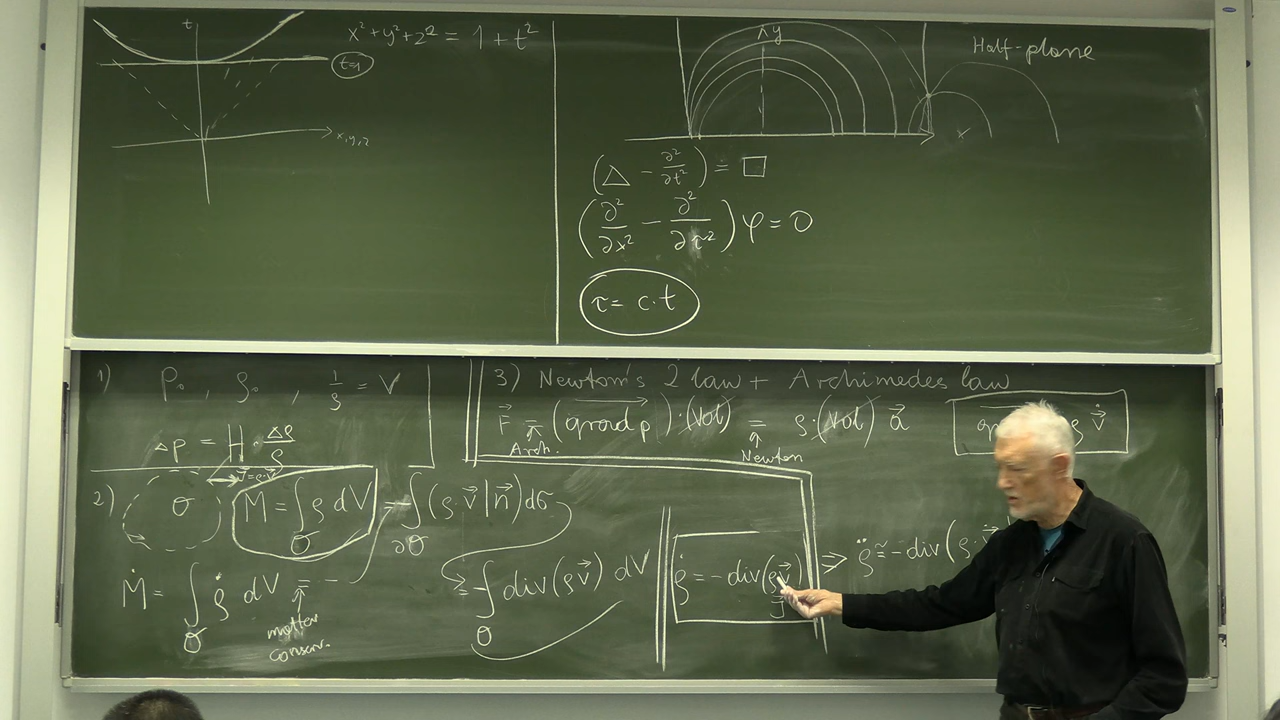 t
x²+y²+z² = 1+t²
t=1
x,y,z
x y
Half-plane
x
(△ - ∂²/∂t²) = □
(∂²/∂x² - ∂²/∂τ²) φ = 0
τ = c·t
1) P₀ , ρ₀ , 1/ρ = V
Δp = H · Δρ/ρ
2) σ
M = ∫ ρ dV = - ∫ (ρ v⃗ | n⃗) dσ
σ
∂σ
Ṁ = ∫ ρ̇ dV = -
σ
matter
conserv.
= - ∫ div(ρ v⃗) dV
σ
3) Newton's 2 law + Archimedes law
F⃗ = (grad p) · (Vol) = ρ · (Vol) a⃗
Arch.
Newton
ρ v⃗̇
ρ̇ = - div(ρ v⃗)
J⃗
⇒ ρ̈ ≅ - div(ρ · v⃗